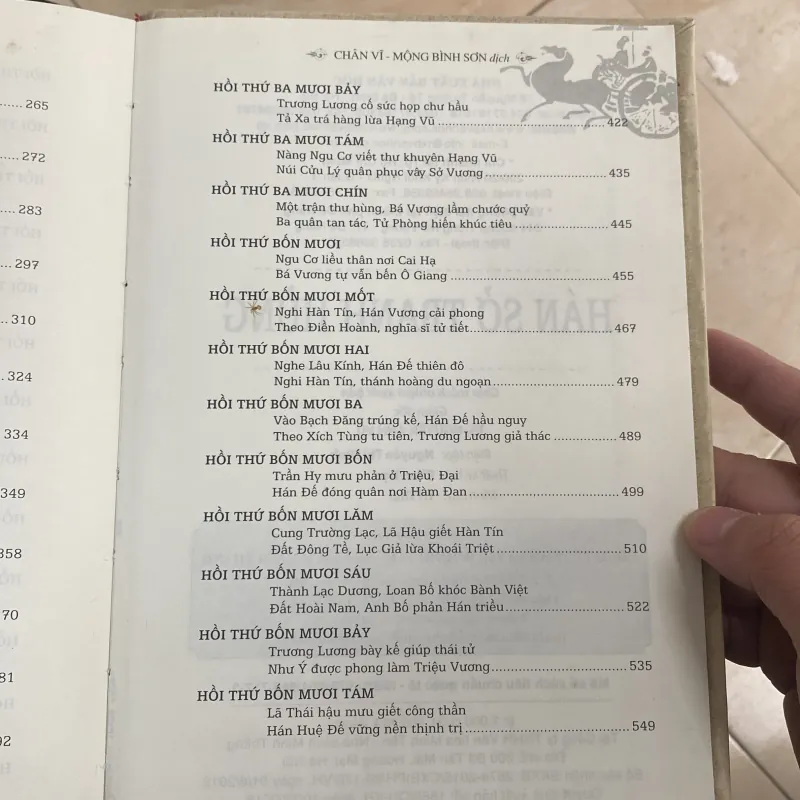 265
272
283
297
310
324
334
349
358
70
81
92
CHÂN VĨ - MỘNG BÌNH SƠN dịch
HỒI THỨ BA MƯƠI BẢY
Trương Lương cố sức họp chư hầu
Tả Xa trá hàng lừa Hạng Vũ 422
HỒI THỨ BA MƯƠI TÁM
Nàng Ngu Cơ viết thư khuyên Hạng Vũ
Núi Cửu Lý quân phục vây Sở Vương 435
HỒI THỨ BA MƯƠI CHÍN
Một trận thư hùng, Bá Vương lầm chước quỷ
Ba quân tan tác, Tử Phòng hiến khúc tiêu 445
HỒI THỨ BỐN MƯƠI
Ngu Cơ liều thân nơi Cai Hạ
Bá Vương tự vẫn bến Ô Giang 455
HỒI THỨ BỐN MƯƠI MỐT
Nghi Hàn Tín, Hán Vương cải phong
Theo Điền Hoành, nghĩa sĩ tử tiết 467
HỒI THỨ BỐN MƯƠI HAI
Nghe Lâu Kính, Hán Đế thiên đô
Nghi Hàn Tín, thánh hoàng du ngoạn 479
HỒI THỨ BỐN MƯƠI BA
Vào Bạch Đăng trúng kế, Hán Đế hầu nguy
Theo Xích Tùng tu tiên, Trương Lương giả thác 489
HỒI THỨ BỐN MƯƠI BỐN
Trần Hy mưu phản ở Triệu, Đại
Hán Đế đóng quân nơi Hàm Đan 499
HỒI THỨ BỐN MƯƠI LĂM
Cung Trường Lạc, Lã Hậu giết Hàn Tín
Đất Đông Tề, Lục Giả lừa Khoái Triệt 510
HỒI THỨ BỐN MƯƠI SÁU
Thành Lạc Dương, Loan Bố khóc Bành Việt
Đất Hoài Nam, Anh Bố phản Hán triều 522
HỒI THỨ BỐN MƯƠI BẢY
Trương Lương bày kế giúp thái tử
Như Ý được phong làm Triệu Vương 535
HỒI THỨ BỐN MƯƠI TÁM
Lã Thái hậu mưu giết công thần
Hán Huệ Đế vững nền thịnh trị 549